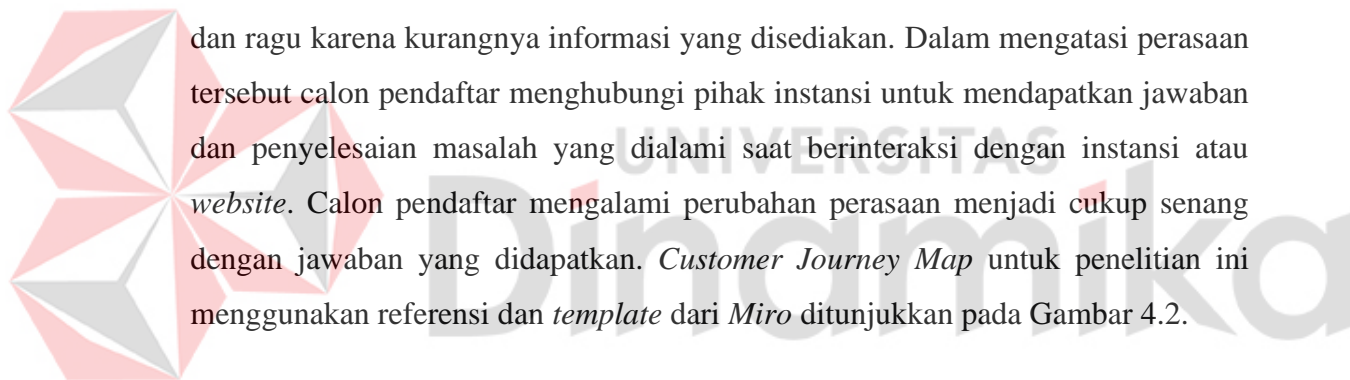 dan ragu karena kurangnya informasi yang disediakan. Dalam mengatasi perasaan
tersebut calon pendaftar menghubungi pihak instansi untuk mendapatkan jawaban
dan penyelesaian masalah yang dialami saat berinteraksi dengan instansi atau
UNIVERSITAS
website. Calon pendaftar mengalami perubahan perasaan menjadi cukup senang
Dinamika
dengan jawaban yang didapatkan. Customer Journey Map untuk penelitian ini
menggunakan referensi dan template dari Miro ditunjukkan pada Gambar 4.2.